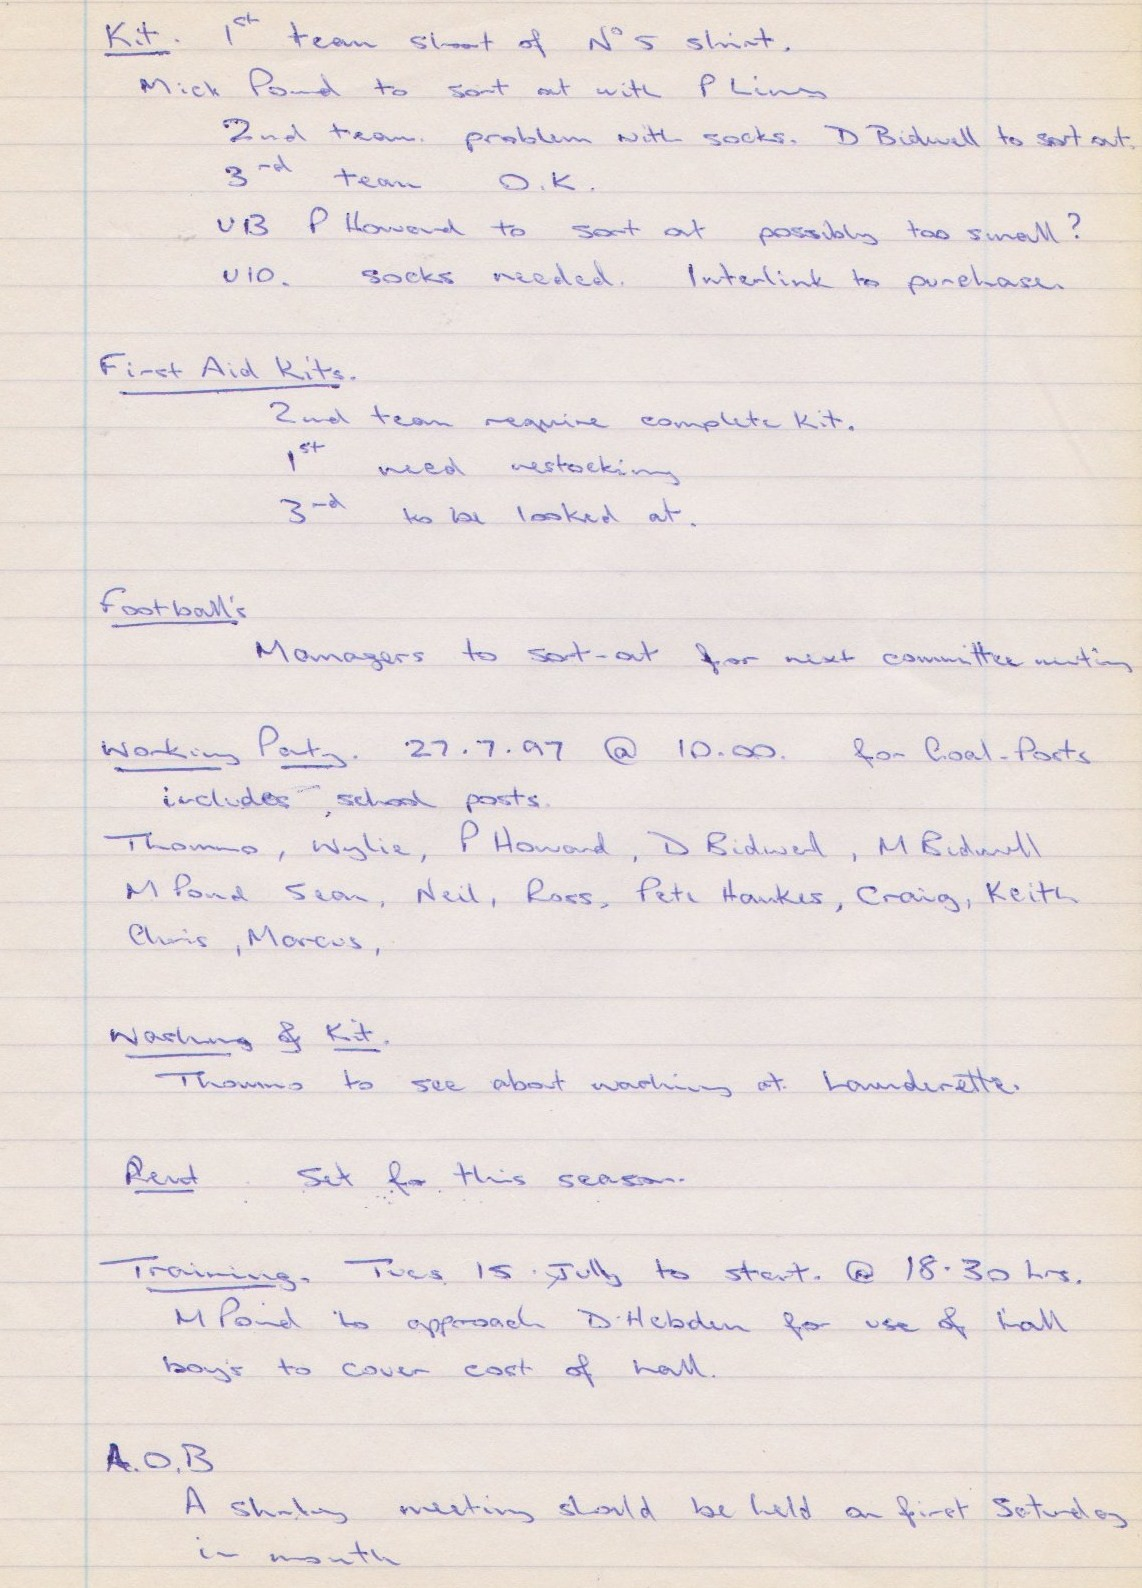 Kit. 1st team short of No 5 shirt.
Mick Pond to sort out with P Lims
2nd team. problem with socks. D Bidwell to sort out.
3rd team O.K.
U13 P Howard to sort out possibly too small?
U10. socks needed. Interlink to purchase.
First Aid Kits.
2nd team require complete Kit.
1st need restocking
3rd to be looked at.
Football's
Managers to sort-out for next committee meeting
Working Party. 27.7.97 @ 10.00. for Goal-Posts
includes school posts.
Thommo, Wylie, P Howard, D Bidwell, M Bidwell
M Pond Sean, Neil, Ross, Pete Hawkes, Craig, Keith
Chris, Marcus,
Washing of Kit.
Thommo to see about washing at Launderette.
Rent Set for this season.
Training. Tues 15 July to start. @ 18.30 hrs.
M Pond to approach D.Hebden for use of hall
boy's to cover cost of hall.
A.O.B
A meeting should be held on first Saturday
in month